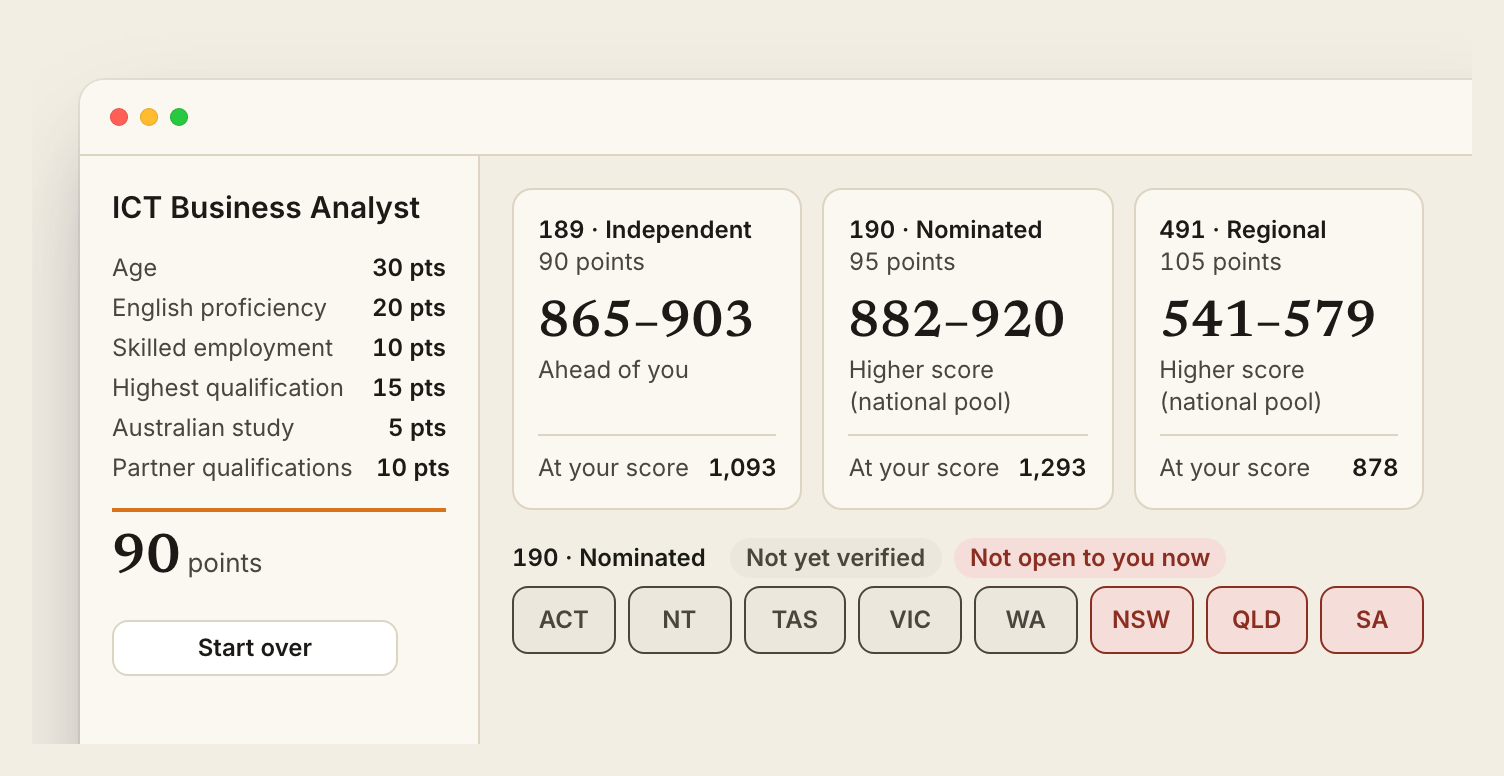 ICT Business Analyst
Age 30 pts
English proficiency 20 pts
Skilled employment 10 pts
Highest qualification 15 pts
Australian study 5 pts
Partner qualifications 10 pts
90 points
Start over
189 · Independent
90 points
865–903
Ahead of you
At your score 1,093
190 · Nominated
95 points
882–920
Higher score
(national pool)
At your score 1,293
491 · Regional
105 points
541–579
Higher score
(national pool)
At your score 878
190 · Nominated Not yet verified Not open to you now
ACT NT TAS VIC WA NSW QLD SA